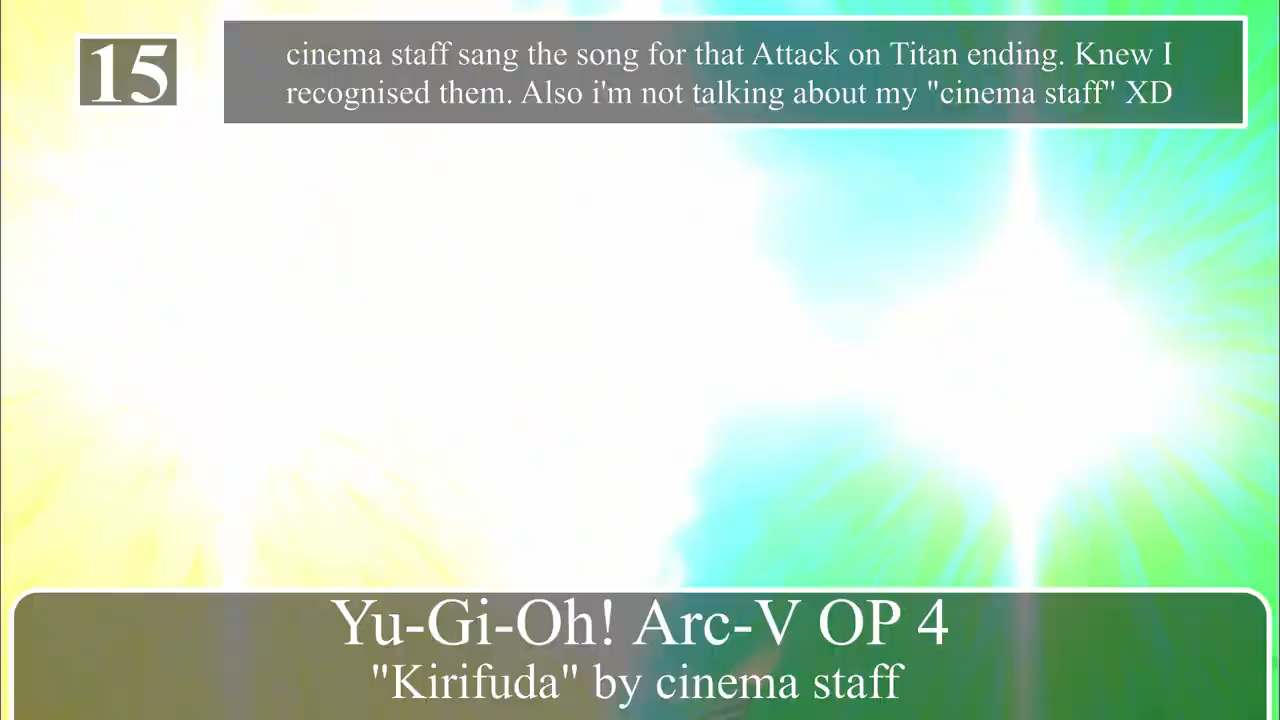 15
cinema staff sang the song for that Attack on Titan ending. Knew I
recognised them. Also i'm not talking about my "cinema staff" XD
Yu-Gi-Oh! Arc-V OP 4
"Kirifuda" by cinema staff